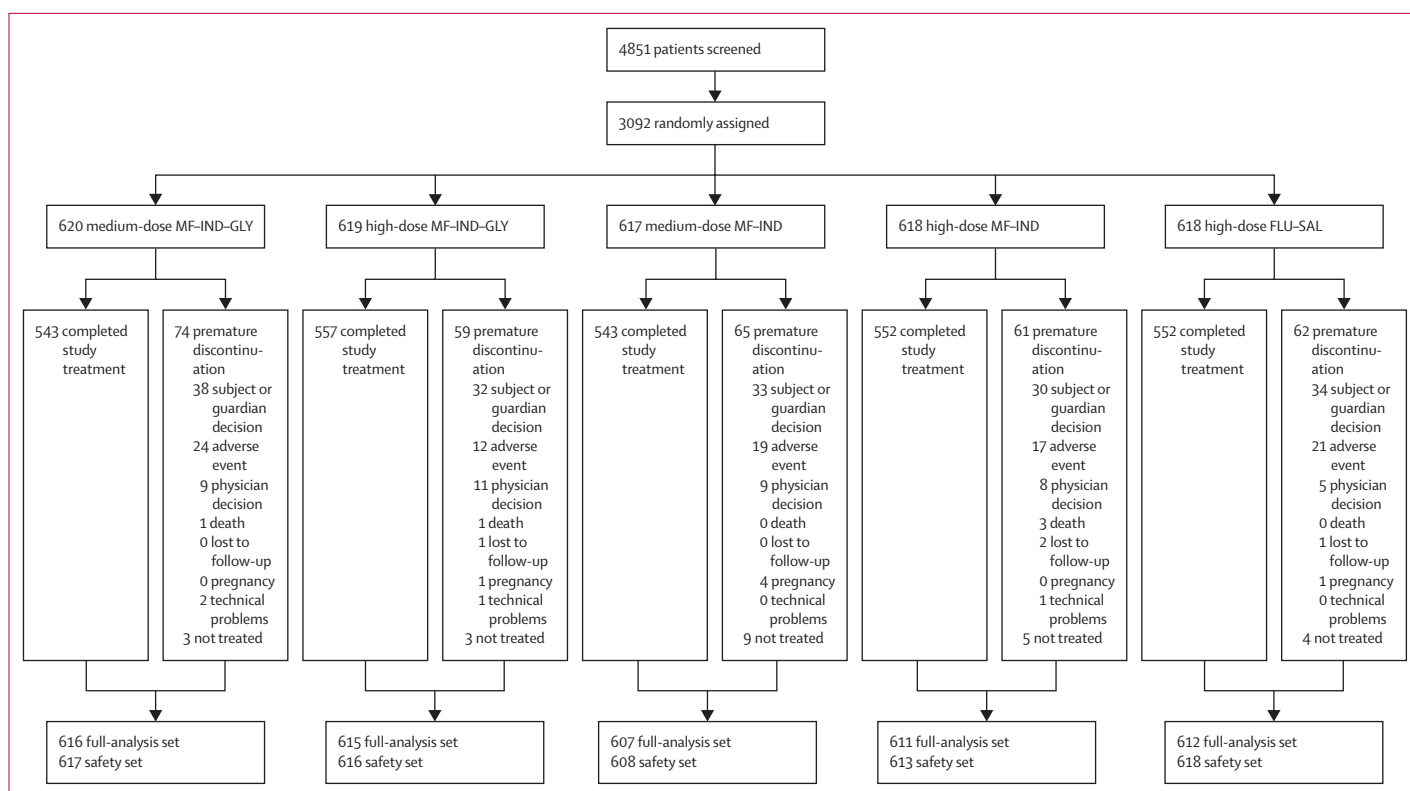 4851 patients screened
3092 randomly assigned
620 medium-dose MF–IND–GLY
619 high-dose MF–IND–GLY
617 medium-dose MF–IND
618 high-dose MF–IND
618 high-dose FLU–SAL
543 completed
study
treatment
74 premature
discontinu-
ation
38 subject or
guardian
decision
24 adverse
event
9 physician
decision
1 death
0 lost to
follow-up
0 pregnancy
2 technical
problems
3 not treated
557 completed
study
treatment
59 premature
discontinu-
ation
32 subject or
guardian
decision
12 adverse
event
11 physician
decision
1 death
1 lost to
follow-up
1 pregnancy
1 technical
problems
3 not treated
543 completed
study
treatment
65 premature
discontinu-
ation
33 subject or
guardian
decision
19 adverse
event
9 physician
decision
0 death
0 lost to
follow-up
4 pregnancy
0 technical
problems
9 not treated
552 completed
study
treatment
61 premature
discontinu-
ation
30 subject or
guardian
decision
17 adverse
event
8 physician
decision
3 death
2 lost to
follow-up
0 pregnancy
1 technical
problems
5 not treated
552 completed
study
treatment
62 premature
discontinu-
ation
34 subject or
guardian
decision
21 adverse
event
5 physician
decision
0 death
1 lost to
follow-up
1 pregnancy
0 technical
problems
4 not treated
616 full-analysis set
617 safety set
615 full-analysis set
616 safety set
607 full-analysis set
608 safety set
611 full-analysis set
613 safety set
612 full-analysis set
618 safety set